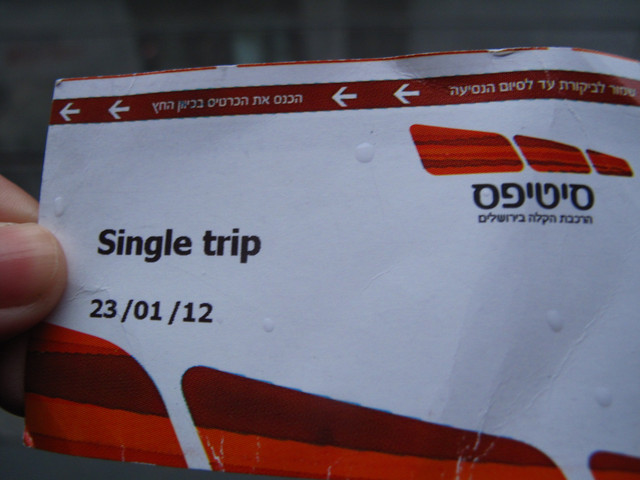 שמור לביקורת עד לסיום הנסיעה הכנס את הכרטיס בכיוון החץ
סיטיפס
הרכבת הקלה בירושלים
Single trip
23/01/12